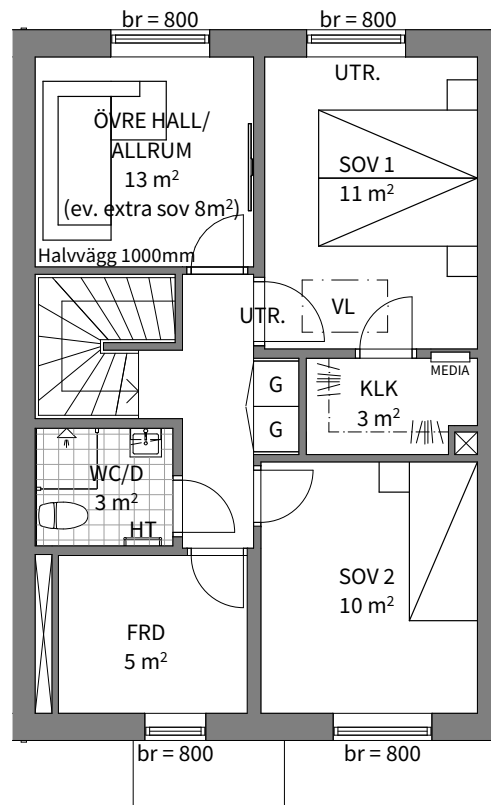 br = 800
br = 800
UTR.
ÖVRE HALL/
ALLRUM
13 m²
(ev. extra sov 8m²)
SOV 1
11 m²
Halvvägg 1000mm
UTR.
VL
MEDIA
G
KLK
3 m²
G
WC/D
3 m²
HT
SOV 2
10 m²
FRD
5 m²
br = 800
br = 800